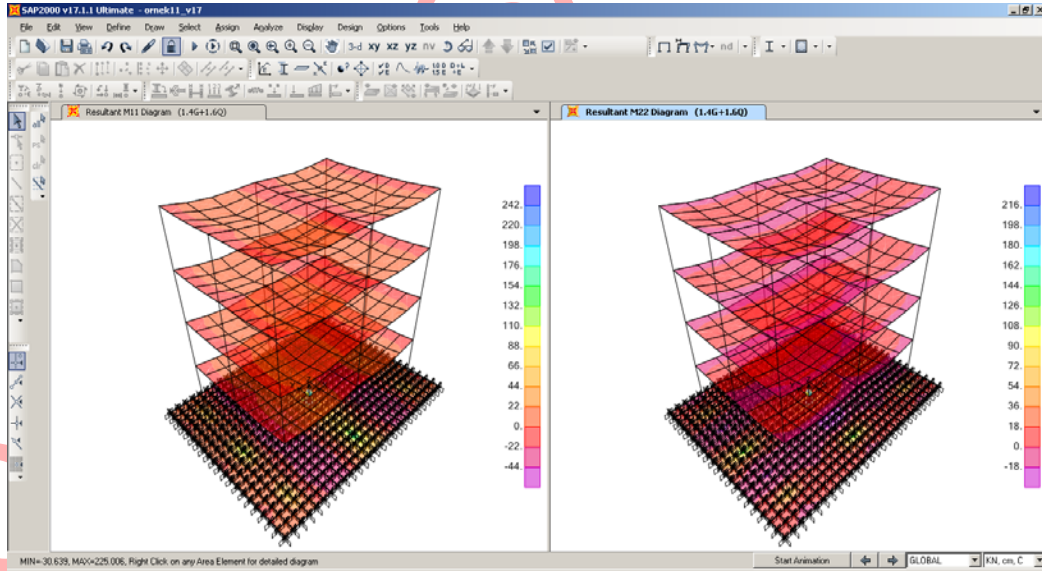 SAP2000 v17.1.1 Ultimate - ornek11_v17
File Edit View Define Draw Select Assign Analyze Display Design Options Tools Help
3-d xy xz yz nv
nd
Resultant M11 Diagram (1.4G+1.6Q)
242.
220.
198.
176.
154.
132.
110.
88.
66.
44.
22.
0.
-22.
-44.
Resultant M22 Diagram (1.4G+1.6Q)
216.
198.
180.
162.
144.
126.
108.
90.
72.
54.
36.
18.
0.
-18.
MIN=-30.639, MAX=225.006, Right Click on any Area Element for detailed diagram
Start Animation
GLOBAL
KN, cm, C